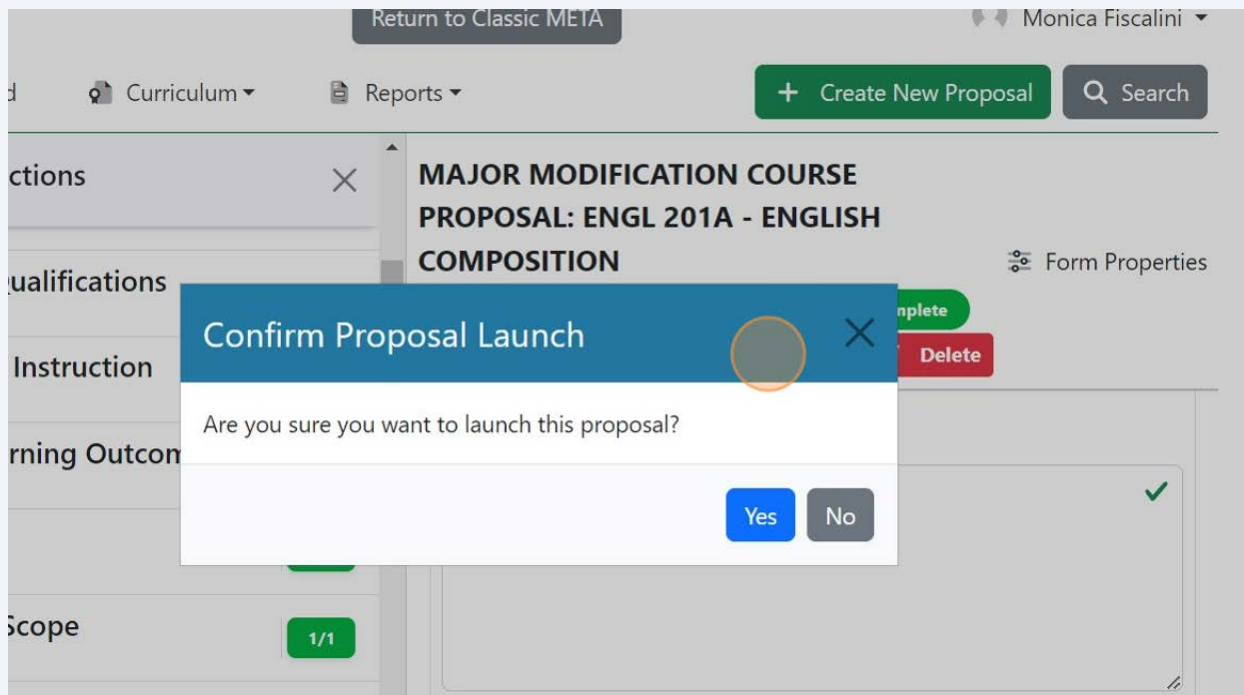 Return to Classic META
Monica Fiscalini
Curriculum
Reports
+ Create New Proposal
Search
ctions
MAJOR MODIFICATION COURSE
PROPOSAL: ENGL 201A - ENGLISH
COMPOSITION
Form Properties
ualifications
nplete
Delete
Confirm Proposal Launch
Instruction
Are you sure you want to launch this proposal?
rning Outcom
Yes
No
Scope
1/1